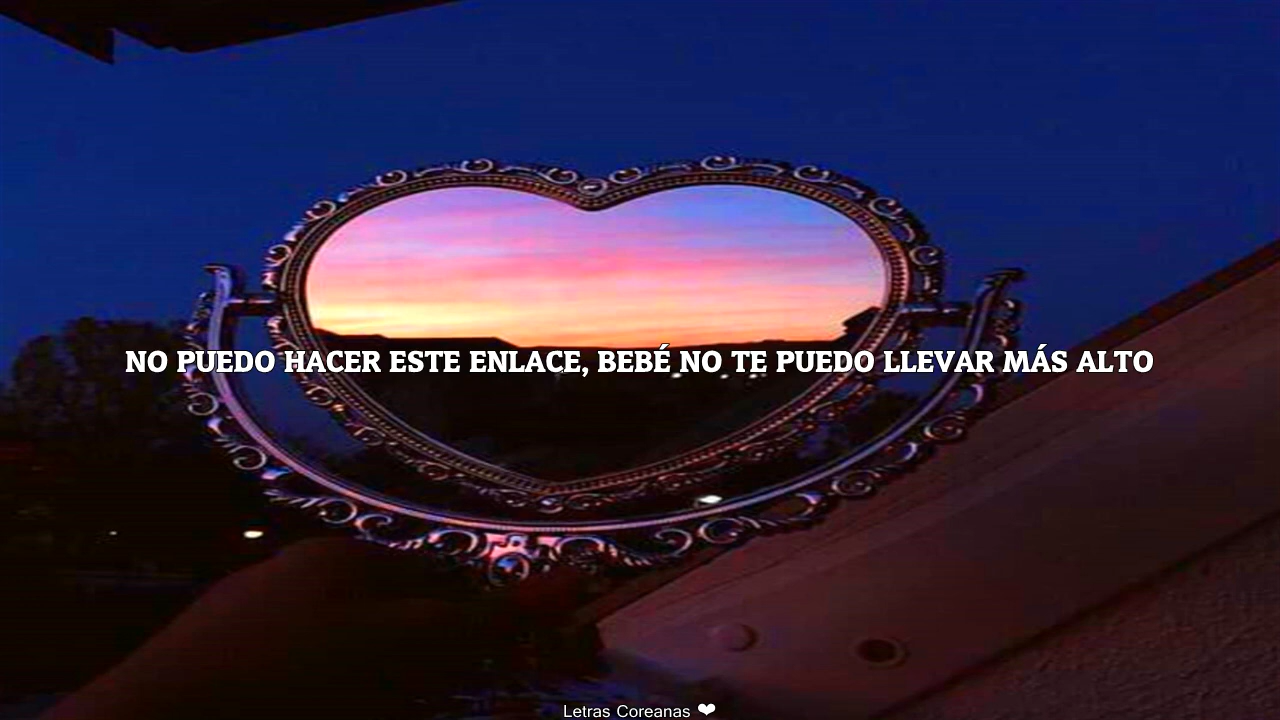 NO PUEDO HACER ESTE ENLACE, BEBÉ NO TE PUEDO LLEVAR MÁS ALTO
Letras Coreanas ❤